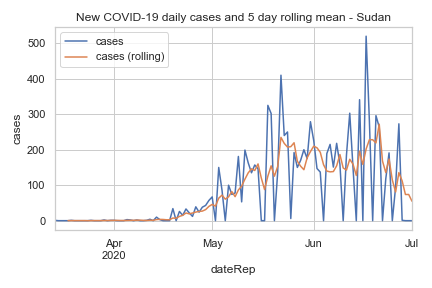 New COVID-19 daily cases and 5 day rolling mean - Sudan
cases
cases (rolling)
500
400
300
200
100
0
cases
Apr
2020
May
Jun
Jul
dateRep